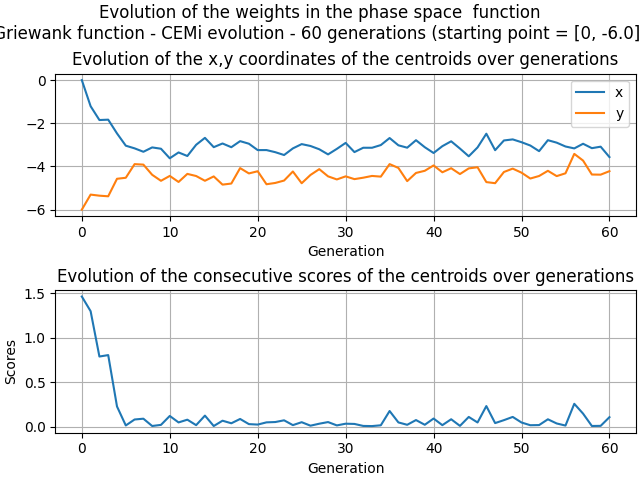 Evolution of the weights in the phase space  function
Griewank function - CEMi evolution - 60 generations (starting point = [0, -6.0]
Evolution of the x,y coordinates of the centroids over generations
0
−2
−4
−6
x
y
0 10 20 30 40 50 60
Generation
Evolution of the consecutive scores of the centroids over generations
1.5
1.0
0.5
0.0
Scores
0 10 20 30 40 50 60
Generation